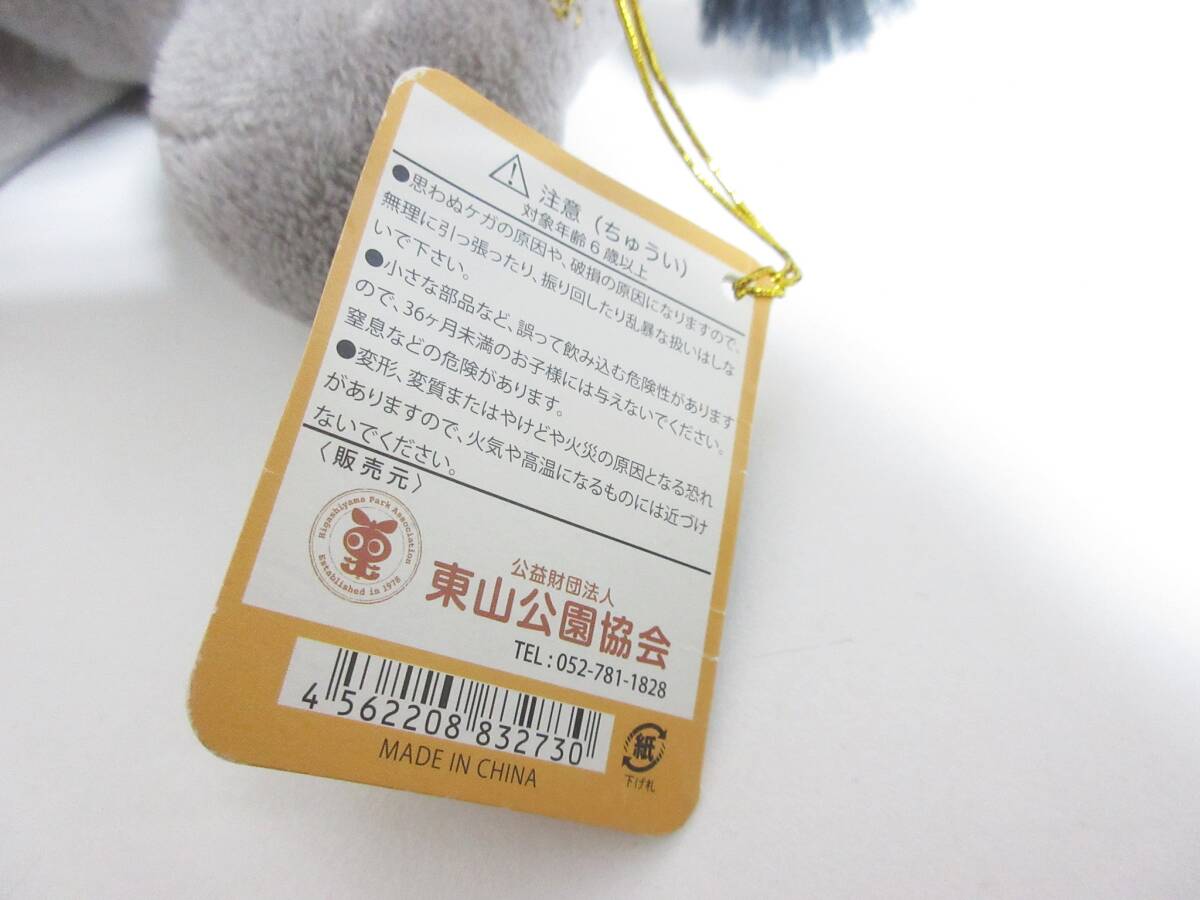 注意（ちゅうい）
対象年齢6歳以上
●思わぬケガの原因や、破損の原因になりますので、
無理に引っ張ったり、振り回したり乱暴な扱いはしな
いで下さい。
●小さな部品など、誤って飲み込む危険性があります
ので、36ヶ月未満のお子様には与えないでください。
窒息などの危険があります。
●変形、変質またはやけどや火災の原因となる恐れ
がありますので、火気や高温になるものには近づけ
ないでください。
〈販売元〉
Higashiyama Park Association
Established in 1978
公益財団法人
東山公園協会
TEL : 052-781-1828
4 562208 832730
MADE IN CHINA
紙
下げ札